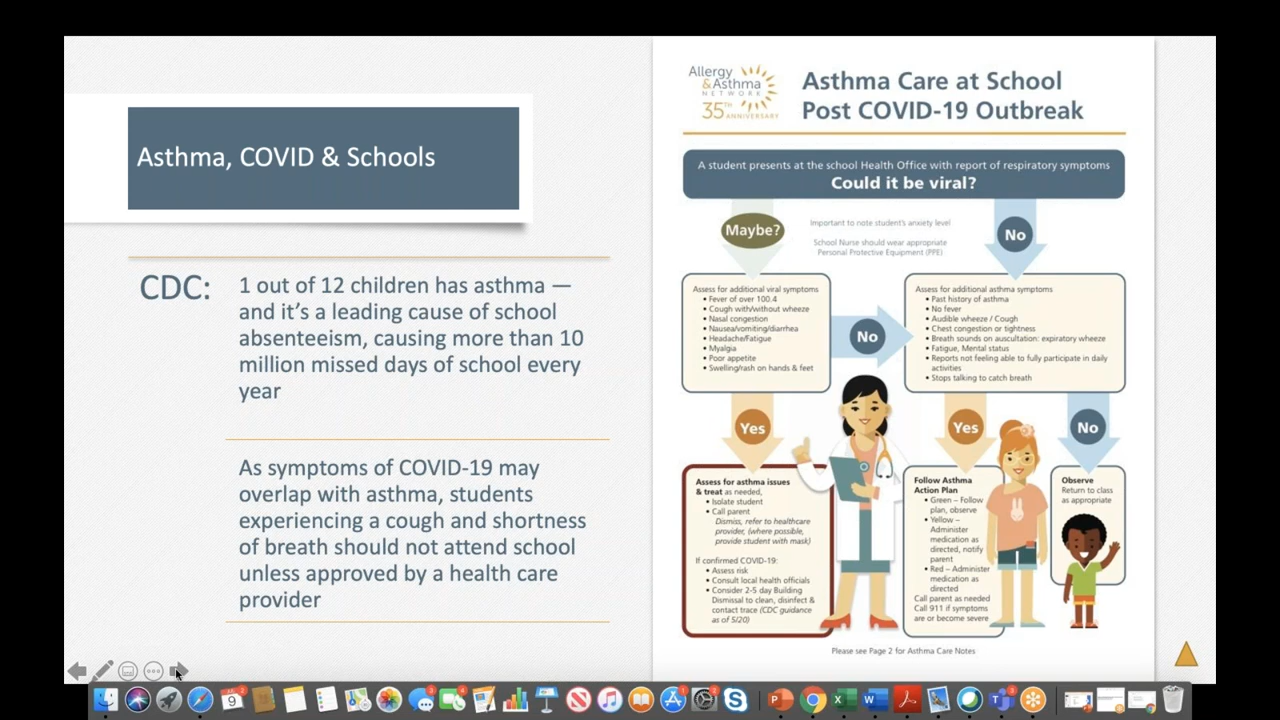 Asthma, COVID & Schools
CDC:
1 out of 12 children has asthma —
and it's a leading cause of school
absenteeism, causing more than 10
million missed days of school every
year
As symptoms of COVID-19 may
overlap with asthma, students
experiencing a cough and shortness
of breath should not attend school
unless approved by a health care
provider
Allergy
& Asthma
NETWORK
35TH
ANNIVERSARY
Asthma Care at School
Post COVID-19 Outbreak
A student presents at the school Health Office with report of respiratory symptoms
Could it be viral?
Maybe?
Important to note student's anxiety level
School Nurse should wear appropriate
Personal Protective Equipment (PPE)
No
Assess for additional viral symptoms
• Fever of over 100.4
• Cough with/without wheeze
• Nasal congestion
• Nausea/vomiting/diarrhea
• Headache/Fatigue
• Myalgia
• Poor appetite
• Swelling/rash on hands & feet
No
Assess for additional asthma symptoms
• Past history of asthma
• No fever
• Audible wheeze / Cough
• Chest congestion or tightness
• Breath sounds on auscultation: expiratory wheeze
• Fatigue, Mental status
• Reports not feeling able to fully participate in daily
activities
• Stops talking to catch breath
Yes
Yes
No
Assess for asthma issues
& treat as needed,
• Isolate student
• Call parent
Dismiss, refer to healthcare
provider, (where possible,
provide student with mask)
If confirmed COVID-19:
• Assess risk
• Consult local health officials
• Consider 2-5 day Building
Dismissal to clean, disinfect &
contact trace (CDC guidance
as of 5/20)
Follow Asthma
Action Plan
• Green – Follow
plan, observe
• Yellow –
Administer
medication as
directed, notify
parent
• Red – Administer
medication as
directed
Call parent as needed
Call 911 if symptoms
are or become severe
Observe
Return to class
as appropriate
Please see Page 2 for Asthma Care Notes